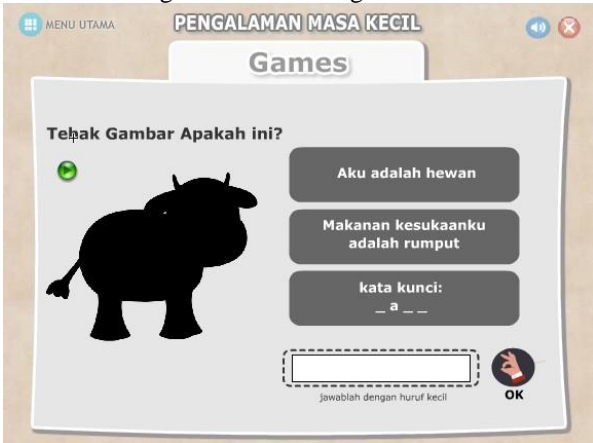 MENU UTAMA
PENGALAMAN MASA KECIL
Games
Tebak Gambar Apakah ini?
Aku adalah hewan
Makanan kesukaanku
adalah rumput
kata kunci:
_ a _ _
jawablah dengan huruf kecil
OK